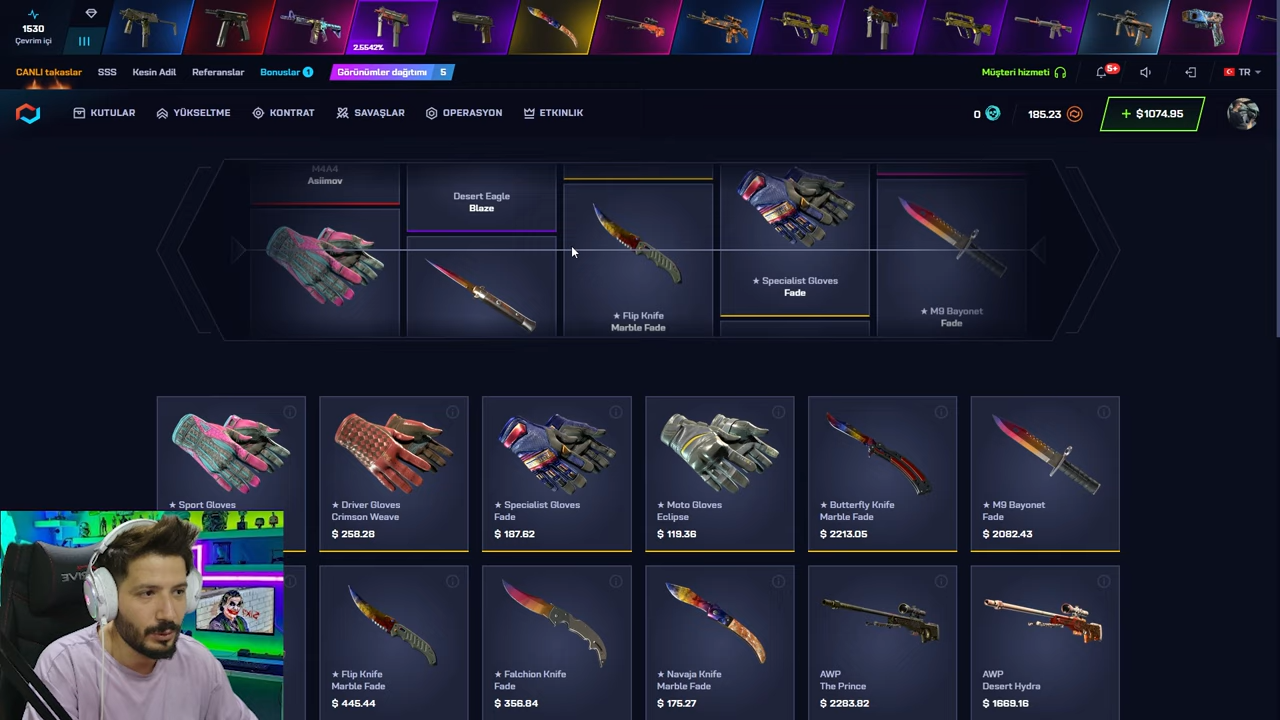 1530
Çevrim içi
2.5542%
CANLI takaslar
SSS
Kesin Adil
Referanslar
Bonuslar 1
Görünümler dağıtımı 5
Müşteri hizmeti
5+
TR
KUTULAR
YÜKSELTME
KONTRAT
SAVAŞLAR
OPERASYON
ETKINLIK
0
185.23
+ $1074.95
M4A4
Asiimov
Desert Eagle
Blaze
★ Flip Knife
Marble Fade
★ Specialist Gloves
Fade
★ M9 Bayonet
Fade
★ Sport Gloves
★ Driver Gloves
Crimson Weave
$ 258.28
★ Specialist Gloves
Fade
$ 187.62
★ Moto Gloves
Eclipse
$ 119.36
★ Butterfly Knife
Marble Fade
$ 2213.05
★ M9 Bayonet
Fade
$ 2082.43
★ Flip Knife
Marble Fade
$ 445.44
★ Falchion Knife
Fade
$ 356.84
★ Navaja Knife
Marble Fade
$ 175.27
AWP
The Prince
$ 2283.82
AWP
Desert Hydra
$ 1669.16